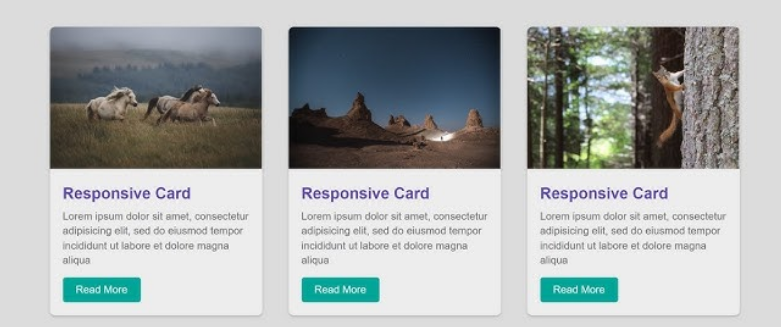 Responsive Card
Lorem ipsum dolor sit amet, consectetur
adipisicing elit, sed do eiusmod tempor
incididunt ut labore et dolore magna
aliqua
Read More
Responsive Card
Lorem ipsum dolor sit amet, consectetur
adipisicing elit, sed do eiusmod tempor
incididunt ut labore et dolore magna
aliqua
Read More
Responsive Card
Lorem ipsum dolor sit amet, consectetur
adipisicing elit, sed do eiusmod tempor
incididunt ut labore et dolore magna
aliqua
Read More